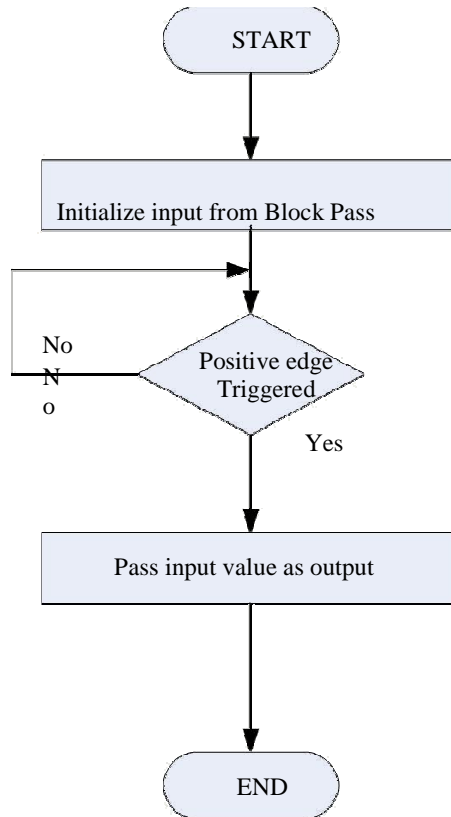 START
Initialize input from Block Pass
No
N
o
Positive edge
Triggered
Yes
Pass input value as output
END